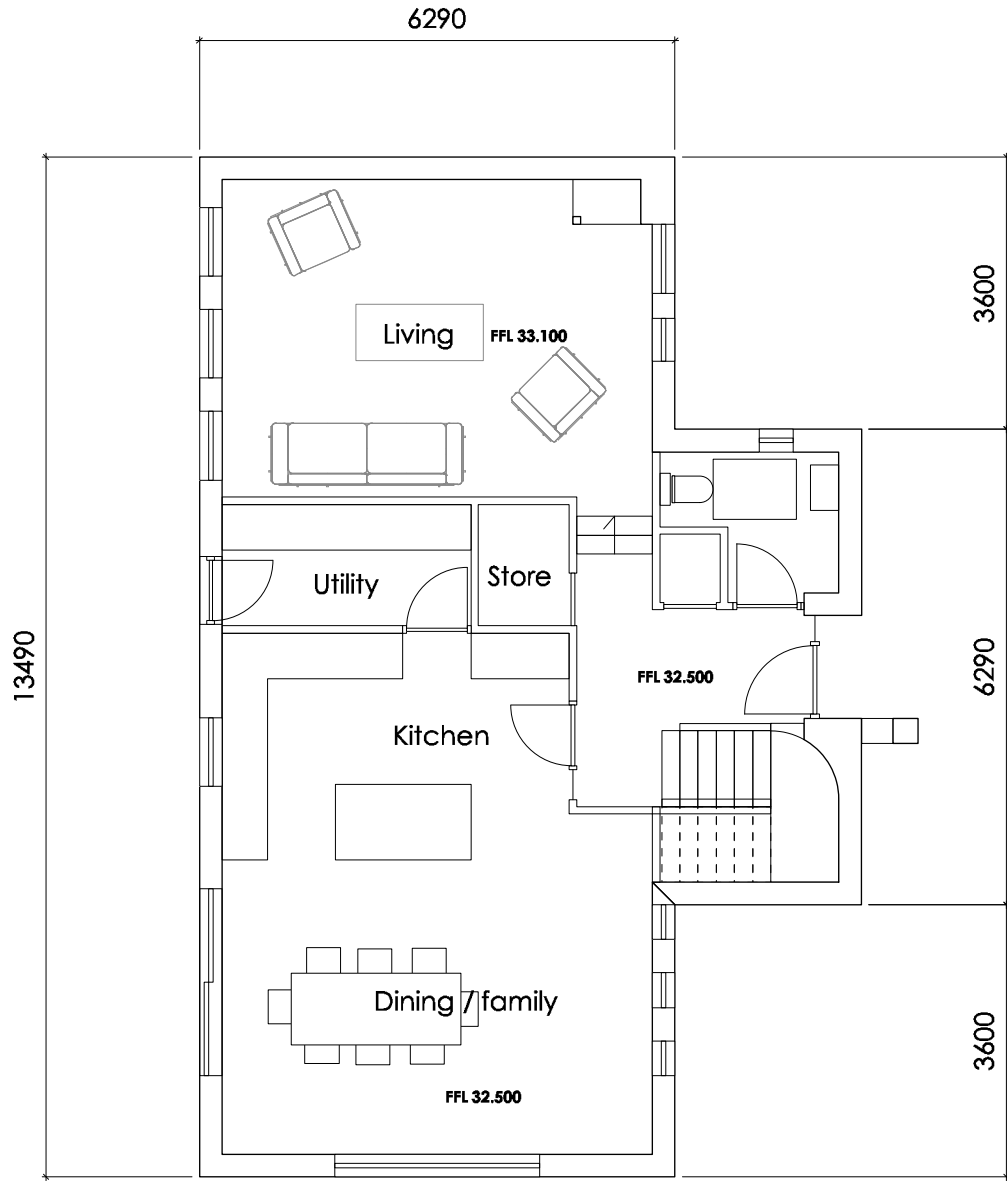 6290
3600
Living
FFL 33.100
Utility
Store
13490
FFL 32.500
6290
Kitchen
Dining / family
3600
FFL 32.500